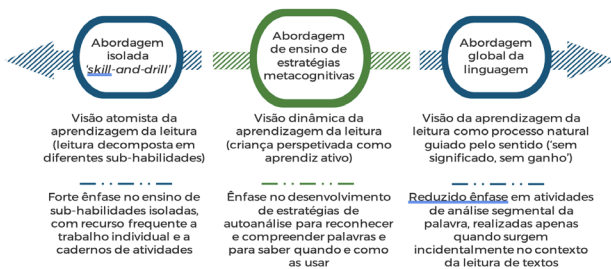 Abordagem
isolada
'skill-and-drill'
Visão atomista da
aprendizagem da leitura
(leitura decomposta em
diferentes sub-habilidades)
Forte ênfase no ensino de
sub-habilidades isoladas,
com recurso frequente a
trabalho individual e a
cadernos de atividades
Abordagem
de ensino de
estratégias
metacognitivas
Visão dinâmica da
aprendizagem da leitura
(criança perspetivada como
aprendiz ativo)
Ênfase no desenvolvimento
de estratégias de
autoanálise para reconhecer
e compreender palavras e
para saber quando e como
as usar
Abordagem
global da
linguagem
Visão da aprendizagem da
leitura como processo natural
guiado pelo sentido ('sem
significado, sem ganho')
Reduzido ênfase em atividades
de análise segmental da
palavra, realizadas apenas
quando surgem
incidentalmente no contexto
da leitura de textos